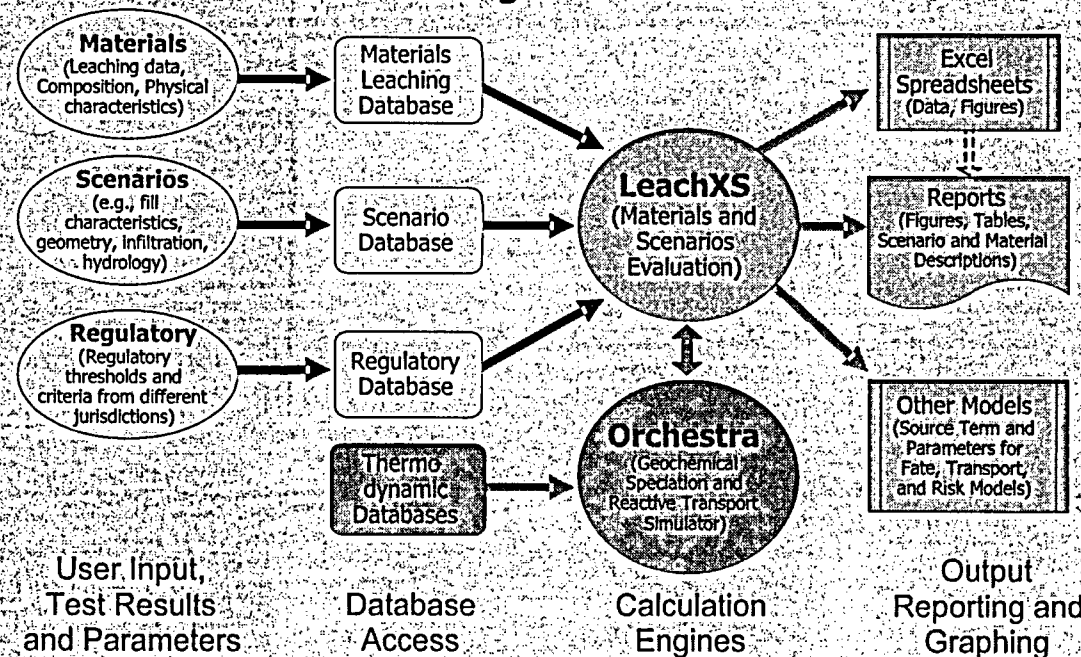 Materials
(Leaching data,
Composition, Physical
characteristics)
Materials
Leaching
Database
Excel
Spreadsheets
(Data, Figures)
Scenarios
(e.g., fill
characteristics,
geometry, infiltration,
hydrology)
Scenario
Database
LeachXS
(Materials and
Scenarios
Evaluation)
Reports
(Figures, Tables,
Scenario and Material
Descriptions)
Regulatory
(Regulatory
thresholds and
criteria from different
jurisdictions)
Regulatory
Database
Other Models
(Source Term and
Parameters for
Fate, Transport,
and Risk Models)
Thermo
dynamic
Databases
Orchestra
(Geochemical
Speciation and
Reactive Transport
Simulator)
User Input,
Test Results
and Parameters
Database
Access
Calculation
Engines
Output
Reporting and
Graphing